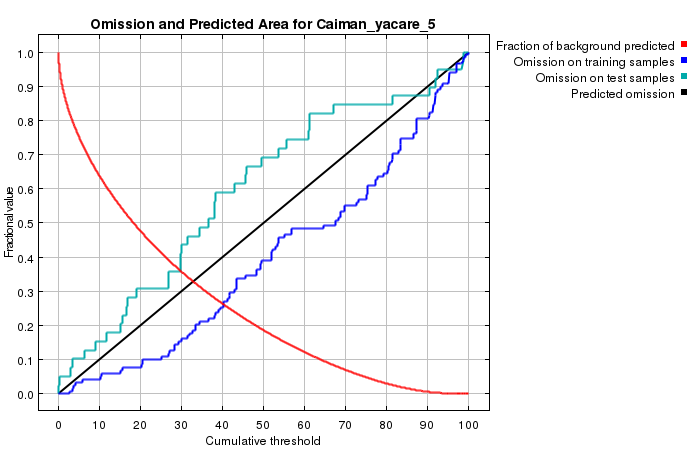 Omission and Predicted Area for Caiman_yacare_5
Fraction of background predicted
Omission on training samples
Omission on test samples
Predicted omission
Fractional value
1.0
0.9
0.8
0.7
0.6
0.5
0.4
0.3
0.2
0.1
0.0
0 10 20 30 40 50 60 70 80 90 100
Cumulative threshold